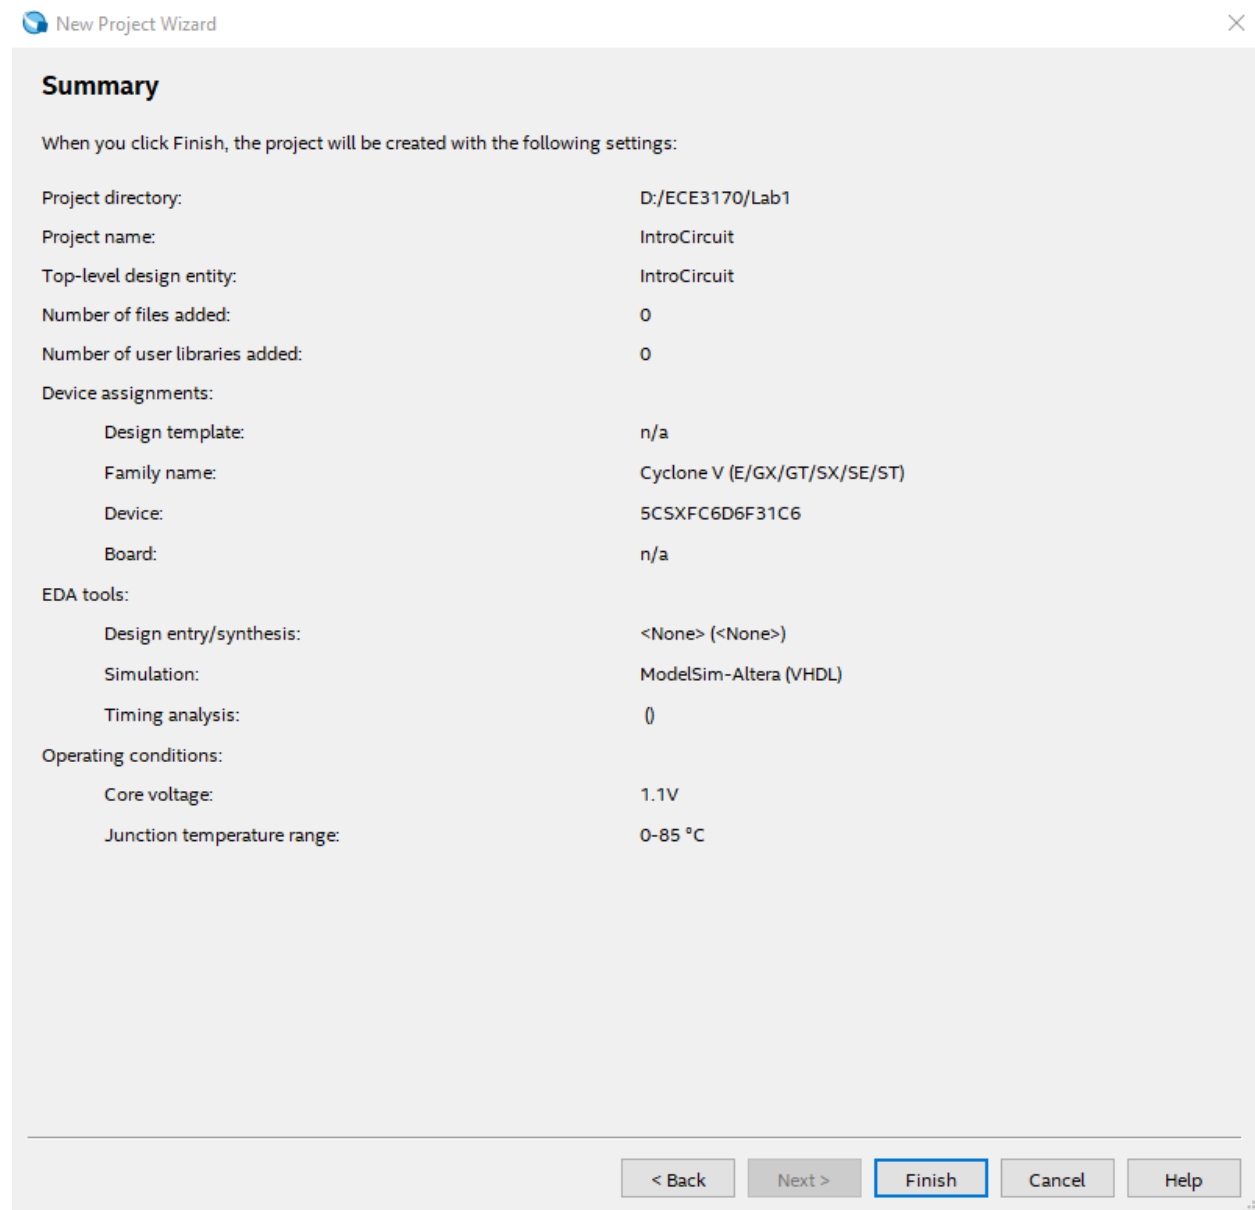 New Project Wizard
Summary
When you click Finish, the project will be created with the following settings:
Project directory: D:/ECE3170/Lab1
Project name: IntroCircuit
Top-level design entity: IntroCircuit
Number of files added: 0
Number of user libraries added: 0
Device assignments:
Design template: n/a
Family name: Cyclone V (E/GX/GT/SX/SE/ST)
Device: 5CSXFC6D6F31C6
Board: n/a
EDA tools:
Design entry/synthesis: <None> (<None>)
Simulation: ModelSim-Altera (VHDL)
Timing analysis: ()
Operating conditions:
Core voltage: 1.1V
Junction temperature range: 0-85 °C
< Back Next > Finish Cancel Help